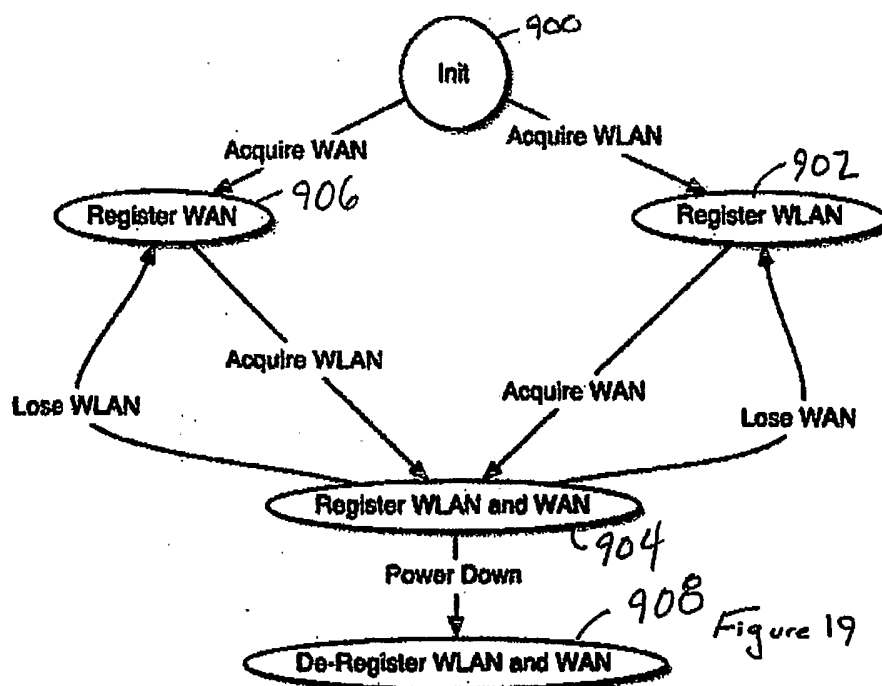 900
Init
Acquire WAN
Acquire WLAN
906
902
Register WAN
Register WLAN
Acquire WLAN
Acquire WAN
Lose WLAN
Lose WAN
Register WLAN and WAN
904
Power Down
908
Figure 19
De-Register WLAN and WAN